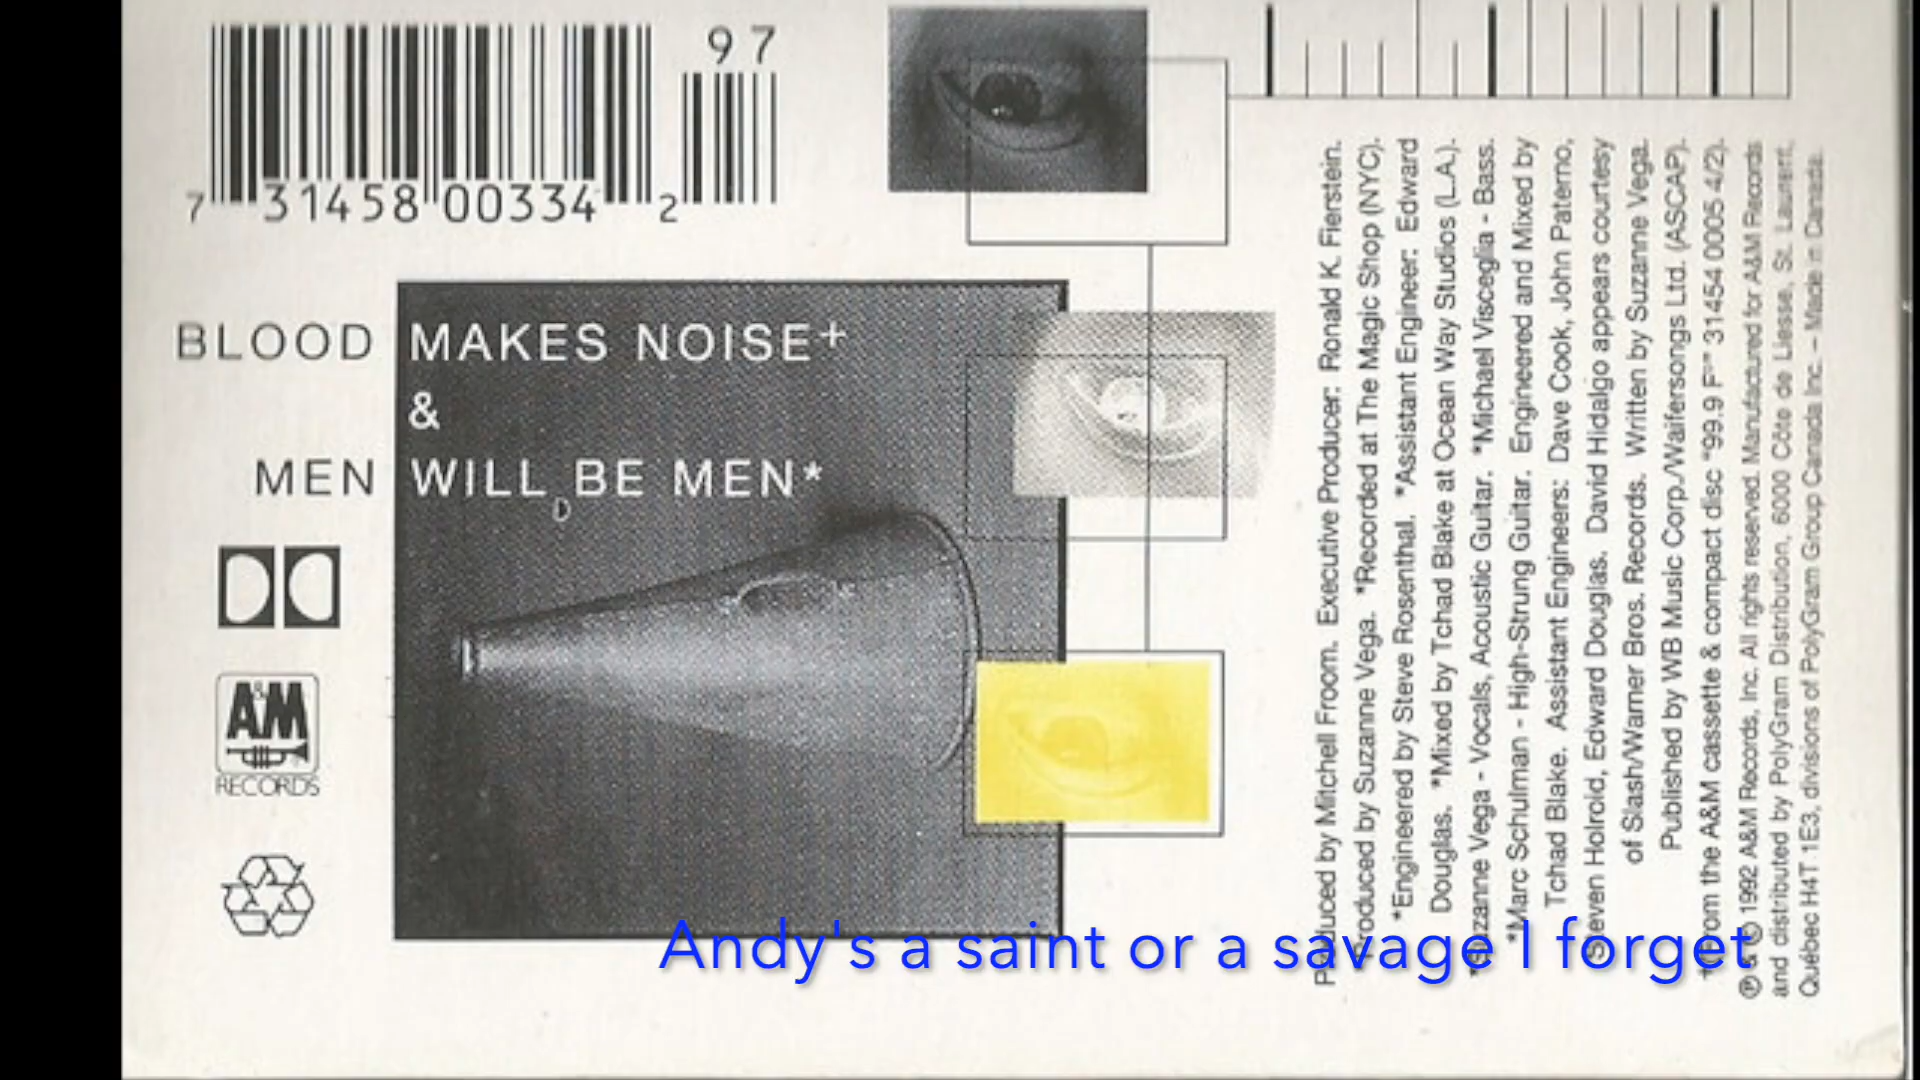 97
7 31458 00334 2
BLOOD MAKES NOISE+
&
MEN WILL BE MEN*
A&M
RECORDS
Produced by Mitchell Froom. Executive Producer: Ronald K. Fierstein.
*Produced by Suzanne Vega. *Recorded at The Magic Shop (NYC).
*Engineered by Steve Rosenthal. *Assistant Engineer: Edward
Douglas. *Mixed by Tchad Blake at Ocean Way Studios (L.A.).
*Suzanne Vega - Vocals, Acoustic Guitar. *Michael Visceglia - Bass.
*Marc Schulman - High-Strung Guitar. Engineered and Mixed by
Tchad Blake. Assistant Engineers: Dave Cook, John Paterno,
Steven Holroid, Edward Douglas. David Hidalgo appears courtesy
of Slash/Warner Bros. Records. Written by Suzanne Vega.
Published by WB Music Corp./Waifersongs Ltd. (ASCAP).
+(from the A&M cassette & compact disc "99.9 F°" 31454 0005 4/2).
℗ & © 1992 A&M Records, Inc. All rights reserved. Manufactured for A&M Records
and distributed by PolyGram Distribution, 6000 Côte de Liesse, St. Laurent,
Québec H4T 1E3, divisions of PolyGram Group Canada Inc. – Made in Canada.
Andy's a saint or a savage I forget